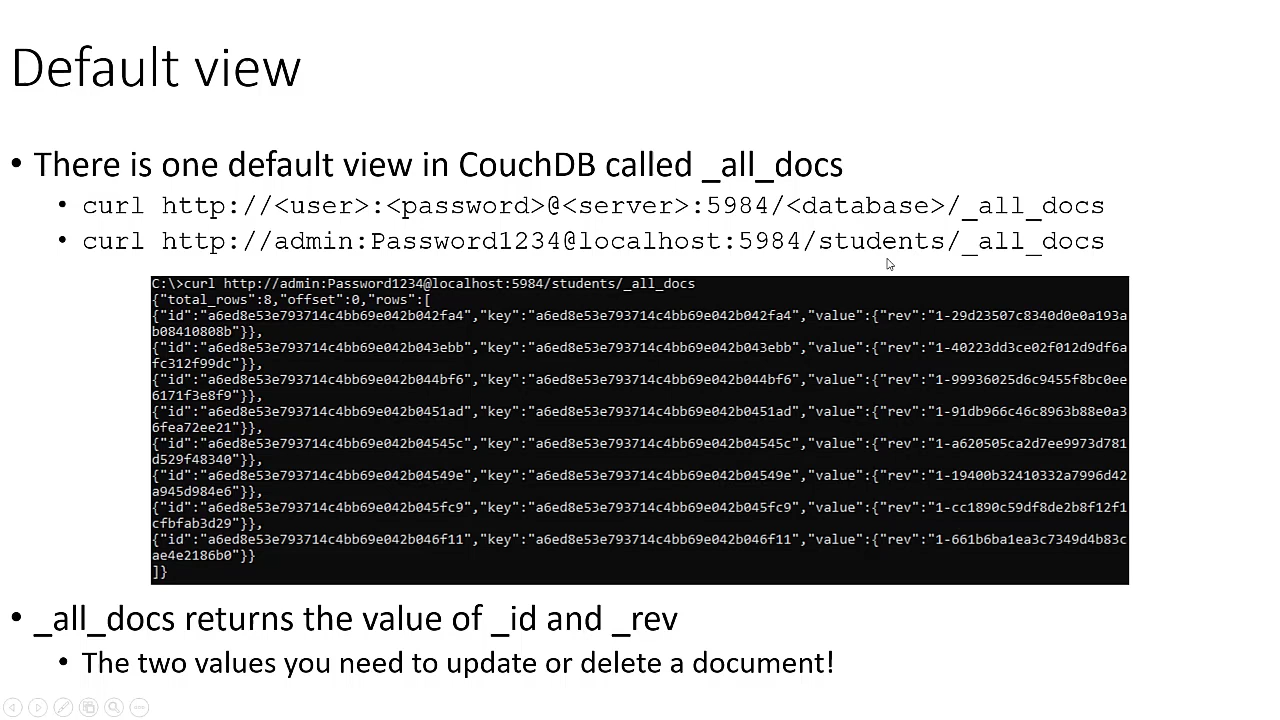 Default view
• There is one default view in CouchDB called _all_docs
• curl http://<user>:<password>@<server>:5984/<database>/_all_docs
• curl http://admin:Password1234@localhost:5984/students/_all_docs
C:\>curl http://admin:Password1234@localhost:5984/students/_all_docs
{"total_rows":8,"offset":0,"rows":[
{"id":"a6ed8e53e793714c4bb69e042b042fa4","key":"a6ed8e53e793714c4bb69e042b042fa4","value":{"rev":"1-29d23507c8340d0e0a193a
b08410808b"}},
{"id":"a6ed8e53e793714c4bb69e042b043ebb","key":"a6ed8e53e793714c4bb69e042b043ebb","value":{"rev":"1-40223dd3ce02f012d9df6a
fc312f99dc"}},
{"id":"a6ed8e53e793714c4bb69e042b044bf6","key":"a6ed8e53e793714c4bb69e042b044bf6","value":{"rev":"1-99936025d6c9455f8bc0ee
6171f3e8f9"}},
{"id":"a6ed8e53e793714c4bb69e042b0451ad","key":"a6ed8e53e793714c4bb69e042b0451ad","value":{"rev":"1-91db966c46c8963b88e0a3
6fea72ee21"}},
{"id":"a6ed8e53e793714c4bb69e042b04545c","key":"a6ed8e53e793714c4bb69e042b04545c","value":{"rev":"1-a620505ca2d7ee9973d781
d529f48340"}},
{"id":"a6ed8e53e793714c4bb69e042b04549e","key":"a6ed8e53e793714c4bb69e042b04549e","value":{"rev":"1-19400b32410332a7996d42
a945d984e6"}},
{"id":"a6ed8e53e793714c4bb69e042b045fc9","key":"a6ed8e53e793714c4bb69e042b045fc9","value":{"rev":"1-cc1890c59df8de2b8f12f1
cfbfab3d29"}},
{"id":"a6ed8e53e793714c4bb69e042b046f11","key":"a6ed8e53e793714c4bb69e042b046f11","value":{"rev":"1-661b6ba1ea3c7349d4b83c
ae4e2186b0"}}
]}
• _all_docs returns the value of _id and _rev
• The two values you need to update or delete a document!